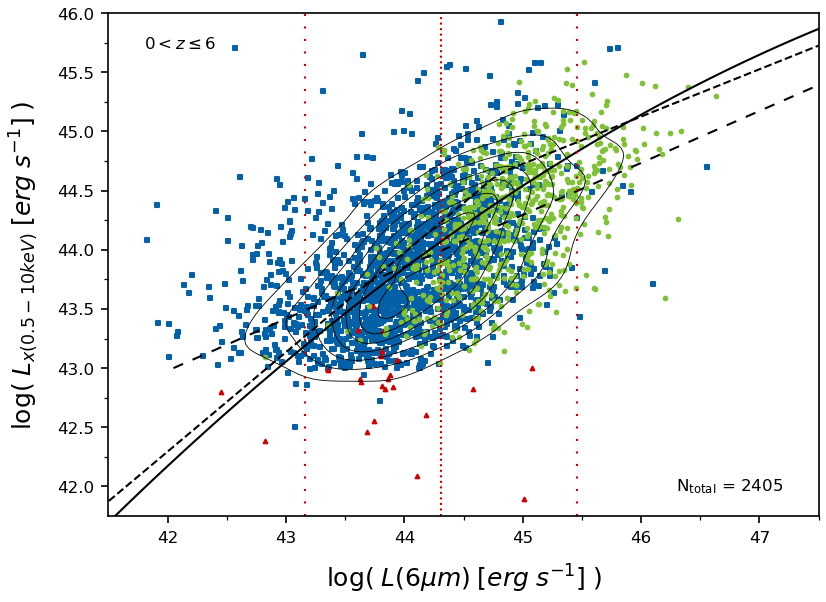 0 < z ≤ 6
46.0
45.5
45.0
44.5
44.0
43.5
43.0
42.5
42.0
log( Lx(0.5 − 10keV) [erg s⁻¹] )
N_total = 2405
42 43 44 45 46 47
log( L(6μm) [erg s⁻¹] )